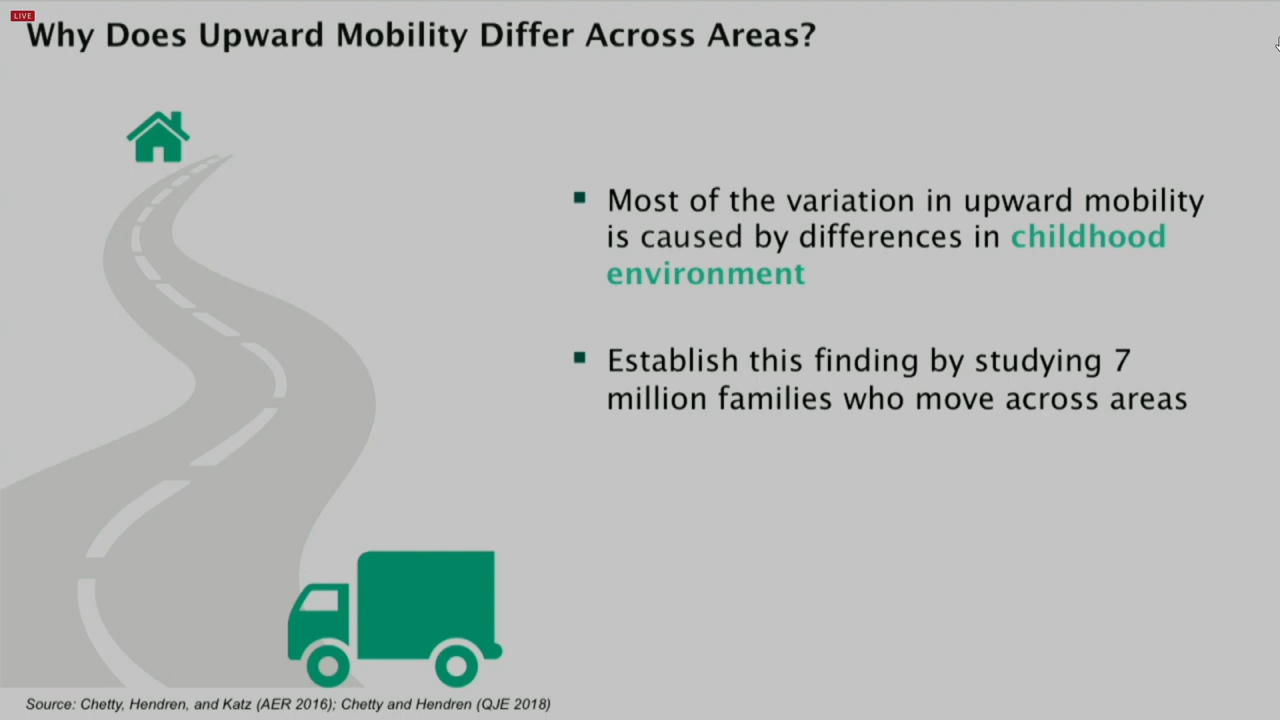 LIVE
Why Does Upward Mobility Differ Across Areas?
▪ Most of the variation in upward mobility
is caused by differences in childhood
environment
▪ Establish this finding by studying 7
million families who move across areas
Source: Chetty, Hendren, and Katz (AER 2016); Chetty and Hendren (QJE 2018)